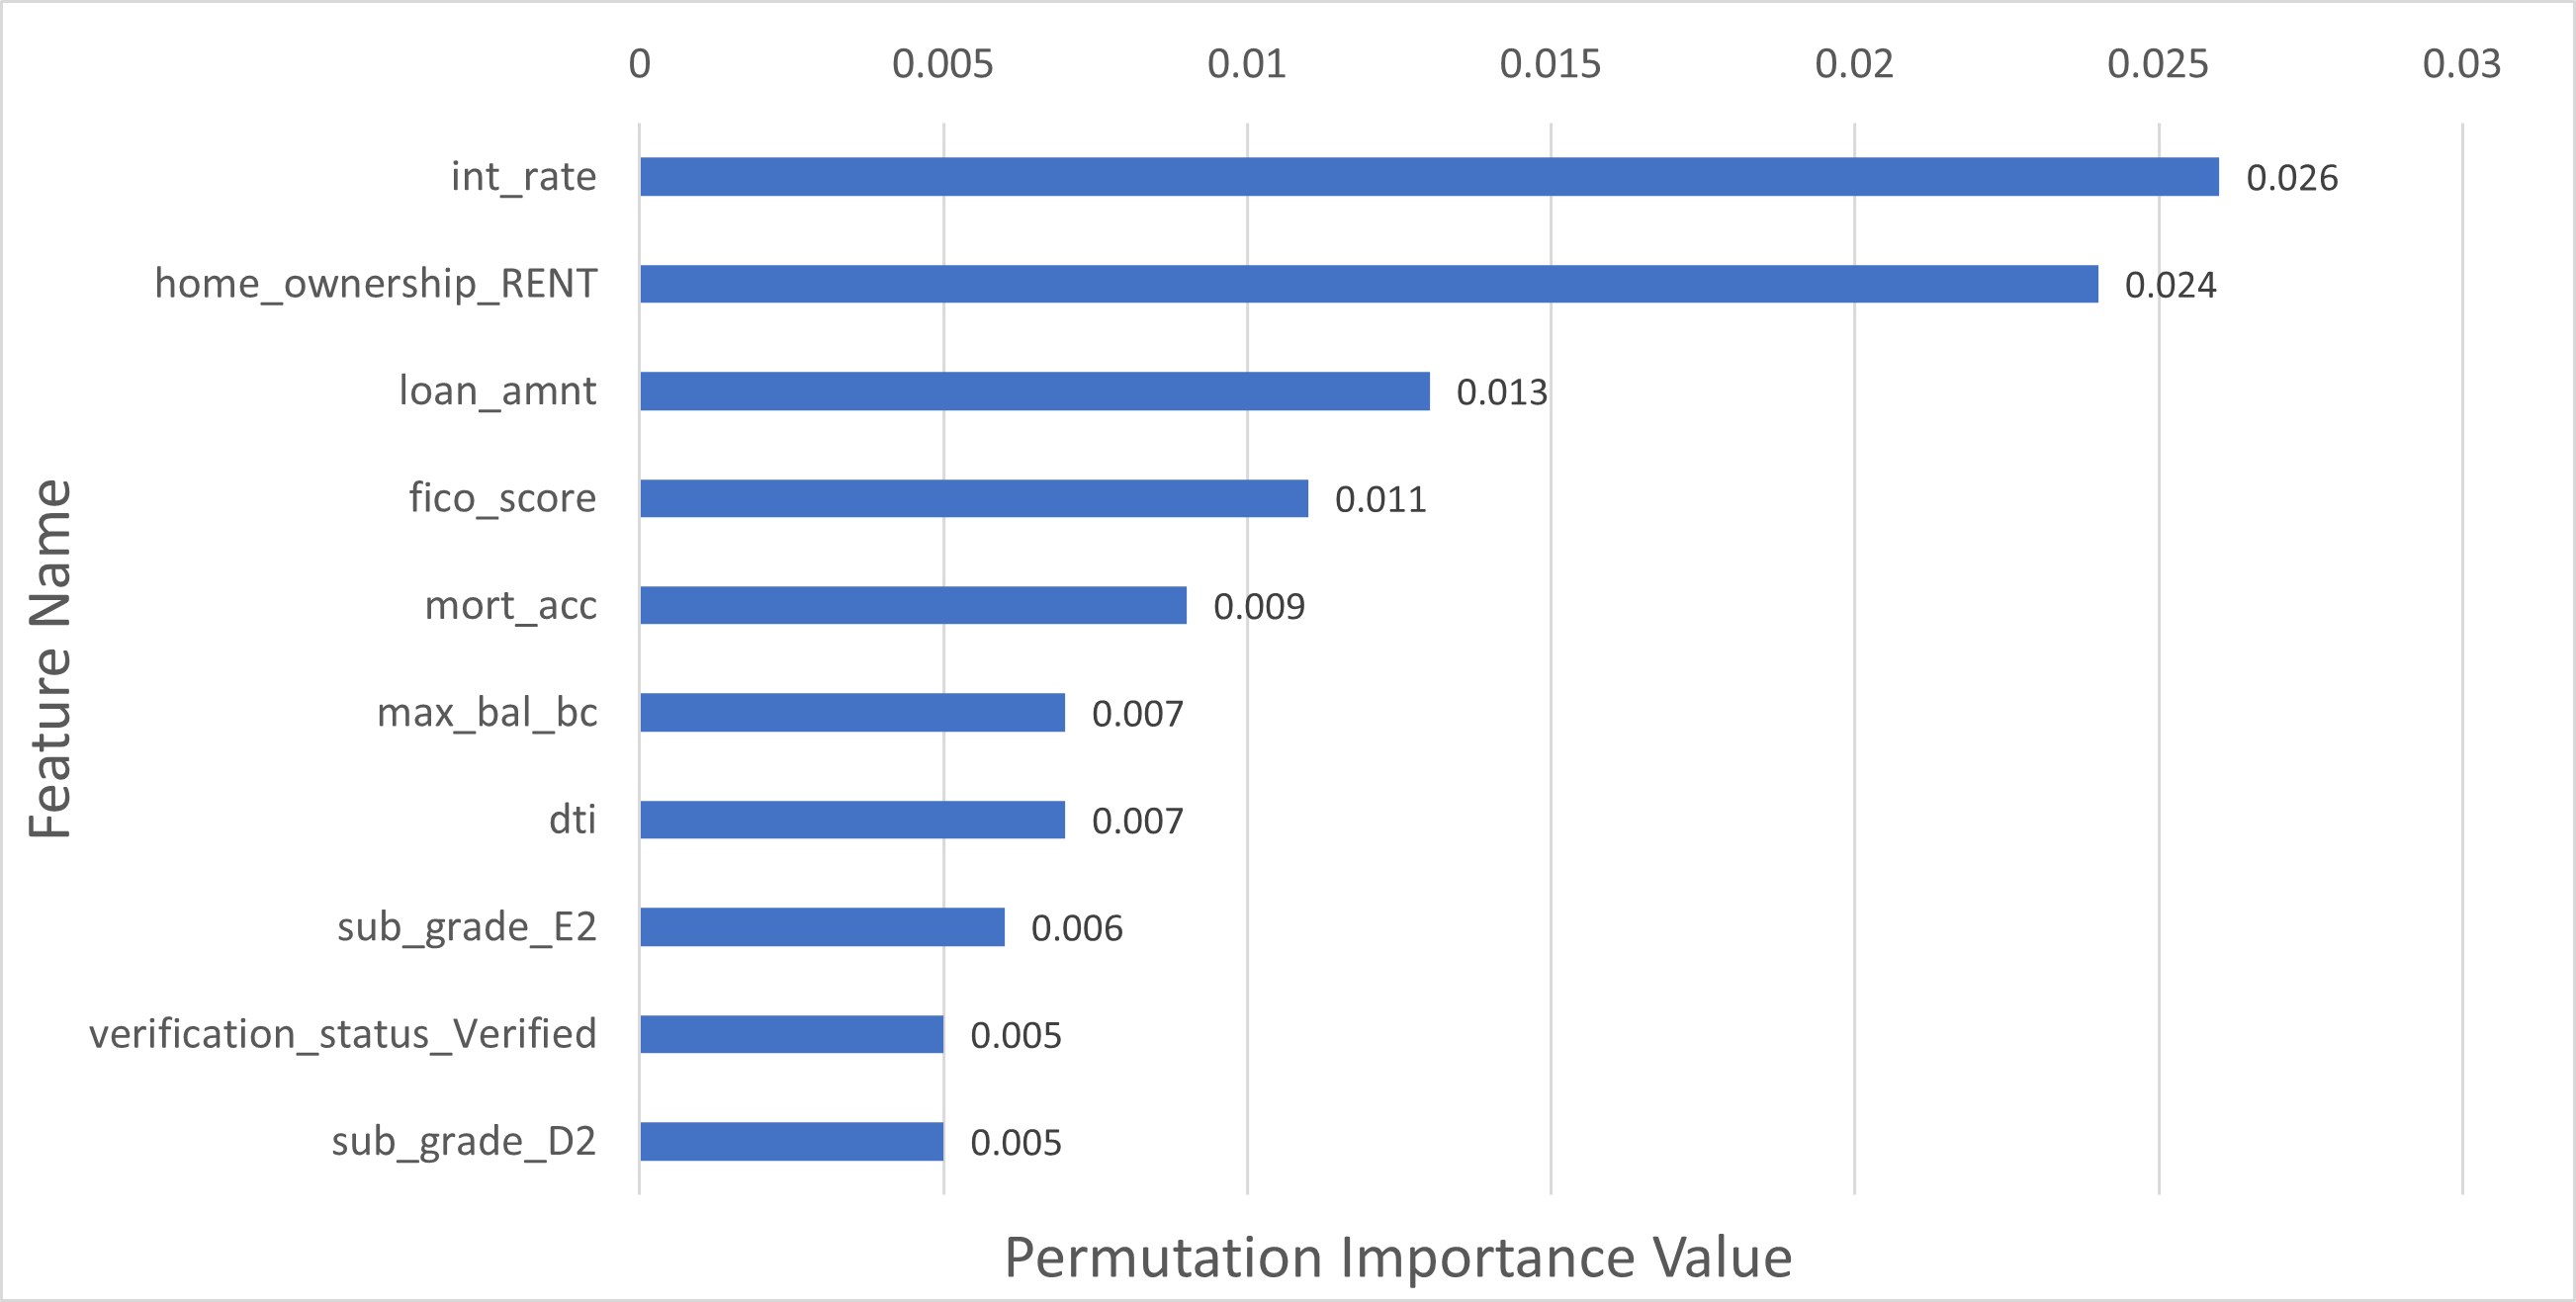 0 0.005 0.01 0.015 0.02 0.025 0.03
int_rate 0.026
home_ownership_RENT 0.024
loan_amnt 0.013
fico_score 0.011
mort_acc 0.009
max_bal_bc 0.007
dti 0.007
sub_grade_E2 0.006
verification_status_Verified 0.005
sub_grade_D2 0.005
Feature Name
Permutation Importance Value